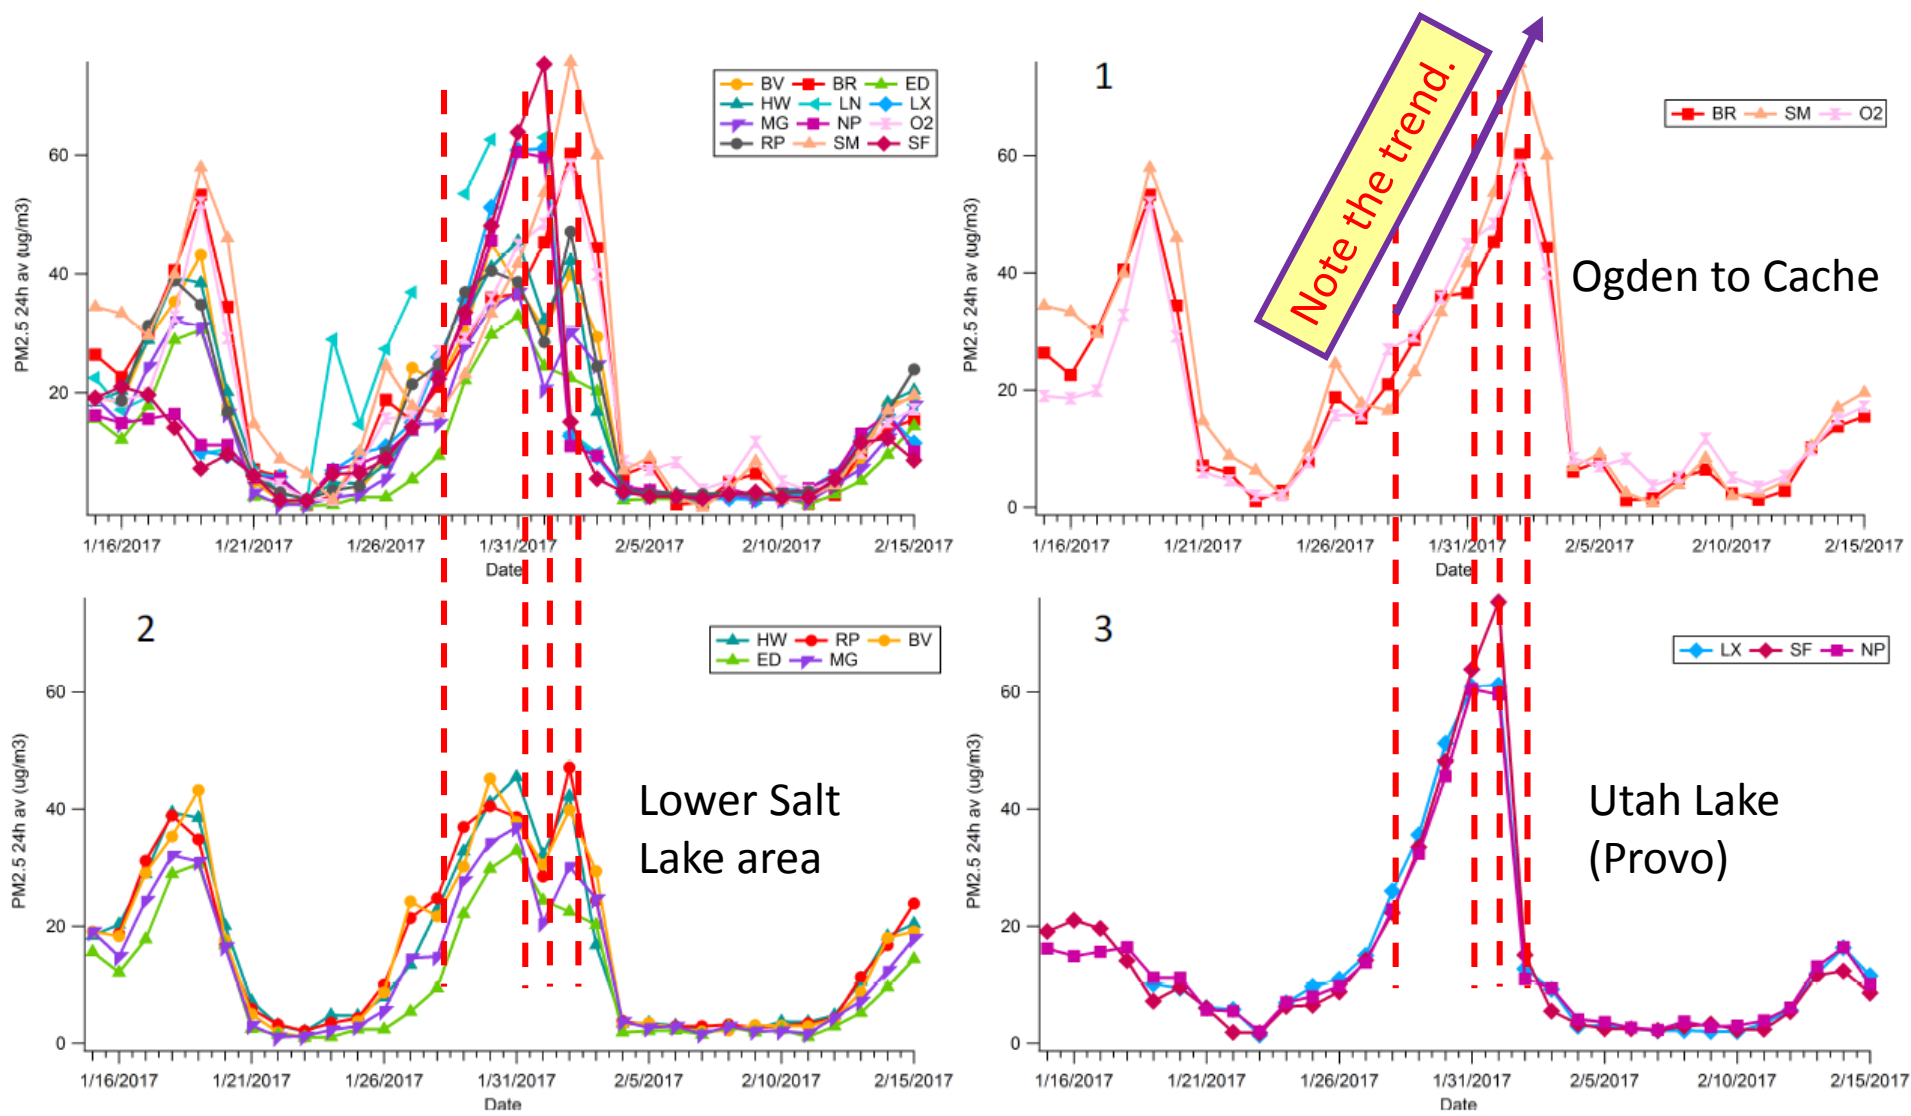 PM2.5 24h av (ug/m3)
60
40
20
BV BR ED
HW LN LX
MG NP O2
RP SM SF
1/16/2017 1/21/2017 1/26/2017 1/31/2017 2/5/2017 2/10/2017 2/15/2017
Date
1
PM2.5 24h av (ug/m3)
60
40
20
0
BR SM O2
Note the trend.
Ogden to Cache
1/16/2017 1/21/2017 1/26/2017 1/31/2017 2/5/2017 2/10/2017 2/15/2017
Date
2
PM2.5 24h av (ug/m3)
60
40
20
0
HW RP BV
ED MG
Lower Salt
Lake area
1/16/2017 1/21/2017 1/26/2017 1/31/2017 2/5/2017 2/10/2017 2/15/2017
Date
3
PM2.5 24h av (ug/m3)
60
40
20
0
LX SF NP
Utah Lake
(Provo)
1/16/2017 1/21/2017 1/26/2017 1/31/2017 2/5/2017 2/10/2017 2/15/2017
Date